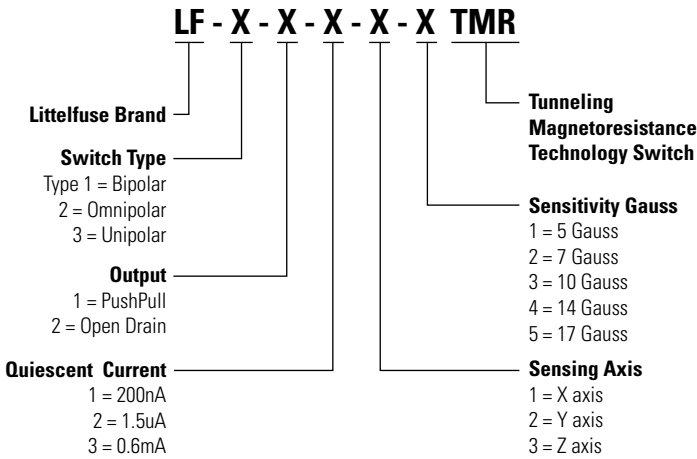 LF - X - X - X - X - X TMR
Littelfuse Brand
Switch Type
Type 1 = Bipolar
2 = Omnipolar
3 = Unipolar
Output
1 = PushPull
2 = Open Drain
Quiescent Current
1 = 200nA
2 = 1.5uA
3 = 0.6mA
Tunneling
Magnetoresistance
Technology Switch
Sensitivity Gauss
1 = 5 Gauss
2 = 7 Gauss
3 = 10 Gauss
4 = 14 Gauss
5 = 17 Gauss
Sensing Axis
1 = X axis
2 = Y axis
3 = Z axis